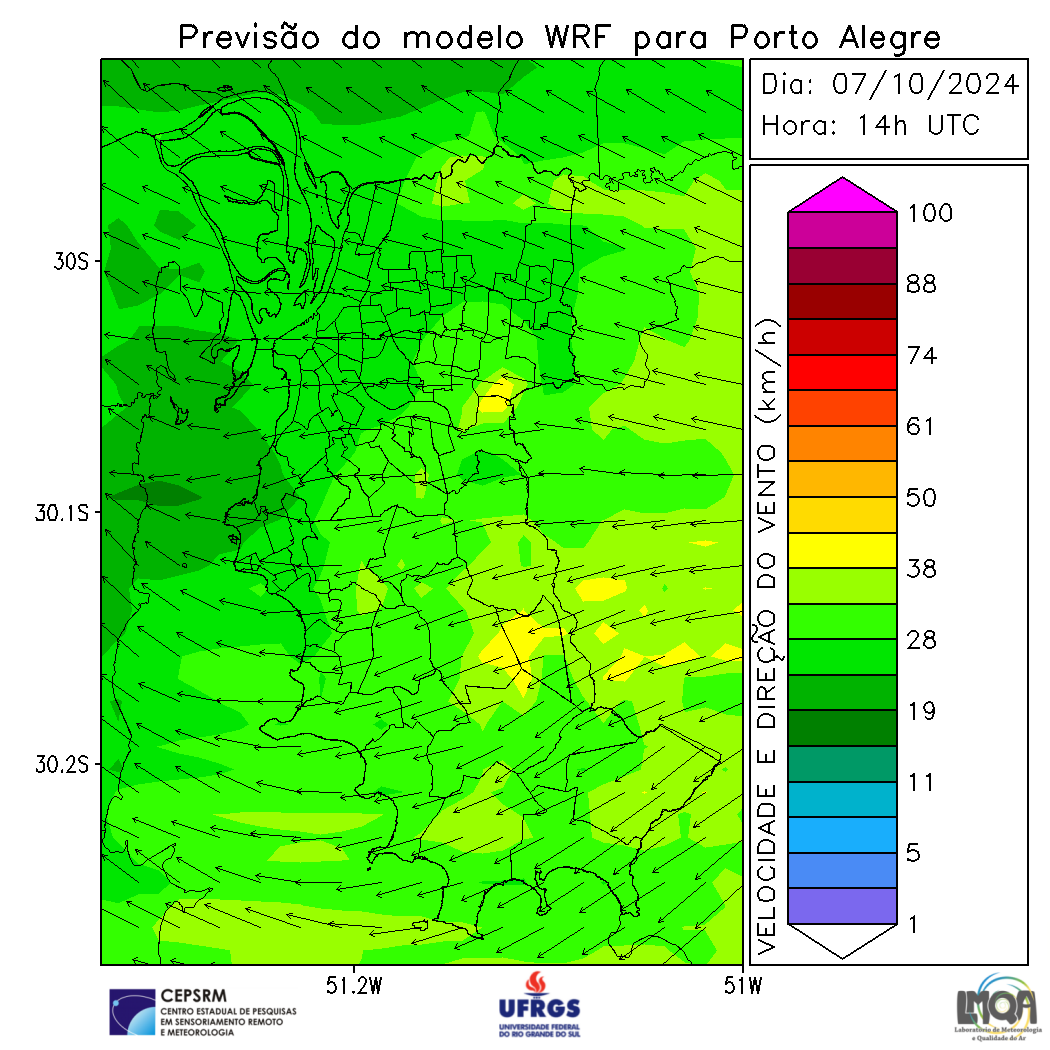 Previsão do modelo WRF para Porto Alegre
Dia: 07/10/2024
Hora: 14h UTC
30S
30.1S
30.2S
51.2W
51W
VELOCIDADE E DIREÇÃO DO VENTO (km/h)
100
88
74
61
50
38
28
19
11
5
1
CEPSRM
CENTRO ESTADUAL DE PESQUISAS
EM SENSORIAMENTO REMOTO
E METEOROLOGIA
UFRGS
UNIVERSIDADE FEDERAL
DO RIO GRANDE DO SUL
LMQA
Laboratório de Meteorologia
e Qualidade do Ar